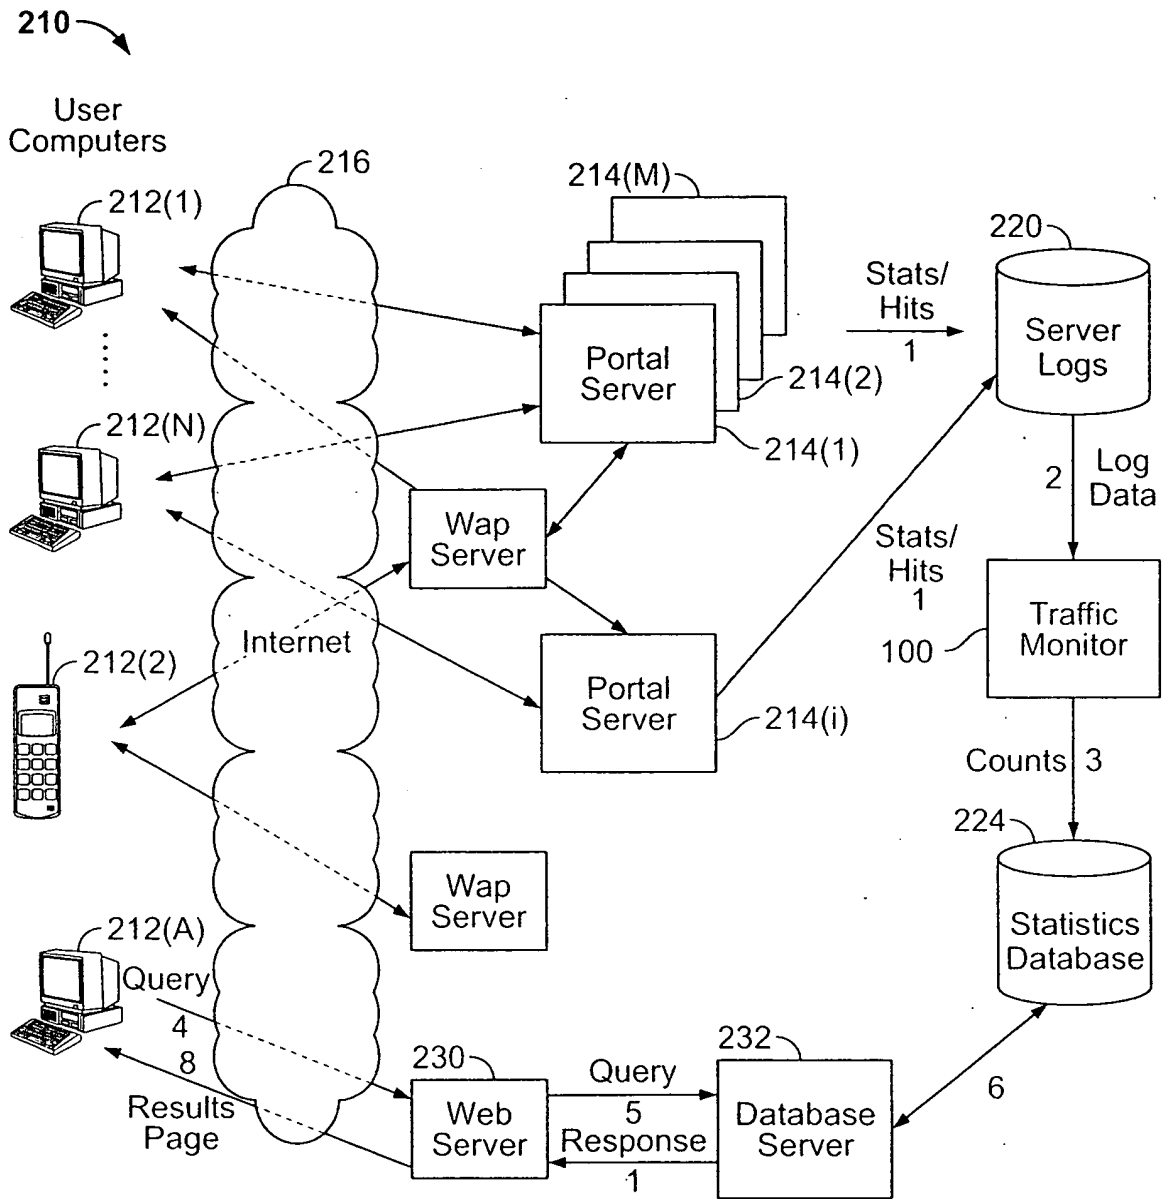 210
User
Computers
212(1)
216
214(M)
220
Stats/
Hits
1
Server
Logs
Portal
Server
214(2)
214(1)
212(N)
2
Log
Data
Wap
Server
Stats/
Hits
1
Traffic
Monitor
100
Internet
212(2)
Portal
Server
214(i)
Counts 3
224
Wap
Server
Statistics
Database
212(A)
Query
4
8
Results
Page
230
Web
Server
Query
5
Response
1
232
Database
Server
6